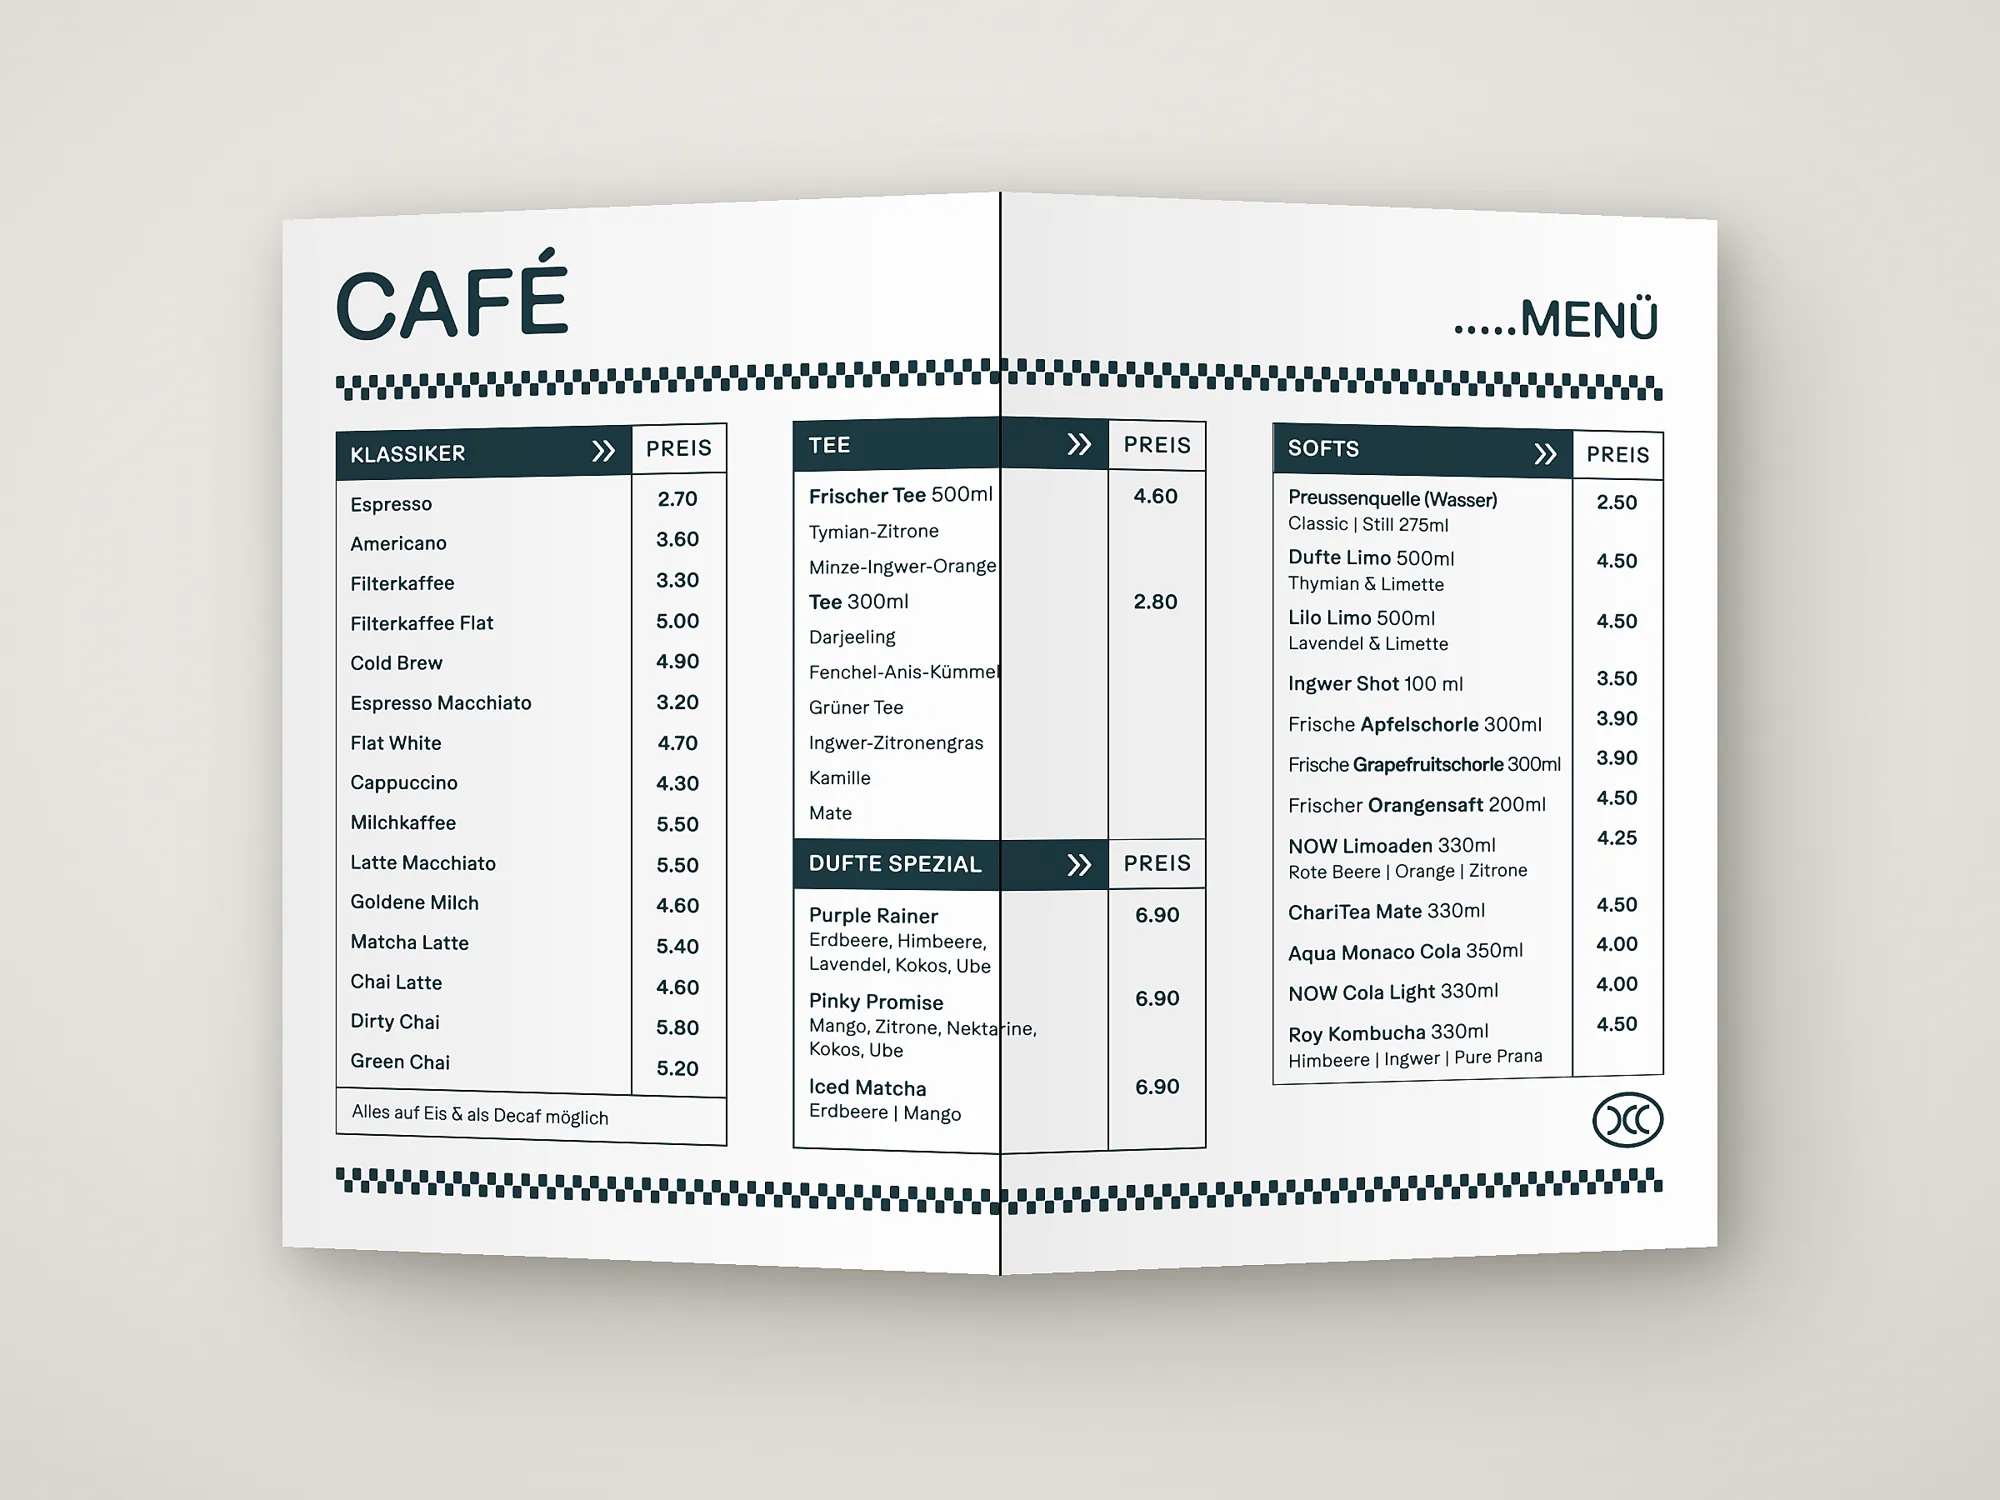 CAFÉ
.....MENÜ
KLASSIKER PREIS
Espresso 2.70
Americano 3.60
Filterkaffee 3.30
Filterkaffee Flat 5.00
Cold Brew 4.90
Espresso Macchiato 3.20
Flat White 4.70
Cappuccino 4.30
Milchkaffee 5.50
Latte Macchiato 5.50
Goldene Milch 4.60
Matcha Latte 5.40
Chai Latte 4.60
Dirty Chai 5.80
Green Chai 5.20
Alles auf Eis & als Decaf möglich
TEE PREIS
Frischer Tee 500ml 4.60
Tymian-Zitrone
Minze-Ingwer-Orange
Tee 300ml 2.80
Darjeeling
Fenchel-Anis-Kümmel
Grüner Tee
Ingwer-Zitronengras
Kamille
Mate
DUFTE SPEZIAL PREIS
Purple Rainer 6.90
Erdbeere, Himbeere,
Lavendel, Kokos, Ube
Pinky Promise 6.90
Mango, Zitrone, Nektarine,
Kokos, Ube
Iced Matcha 6.90
Erdbeere | Mango
SOFTS PREIS
Preussenquelle (Wasser) 2.50
Classic | Still 275ml
Dufte Limo 500ml 4.50
Thymian & Limette
Lilo Limo 500ml 4.50
Lavendel & Limette
Ingwer Shot 100 ml 3.50
Frische Apfelschorle 300ml 3.90
Frische Grapefruitschorle 300ml 3.90
Frischer Orangensaft 200ml 4.50
NOW Limoaden 330ml 4.25
Rote Beere | Orange | Zitrone
ChariTea Mate 330ml 4.50
Aqua Monaco Cola 350ml 4.00
NOW Cola Light 330ml 4.00
Roy Kombucha 330ml 4.50
Himbeere | Ingwer | Pure Prana